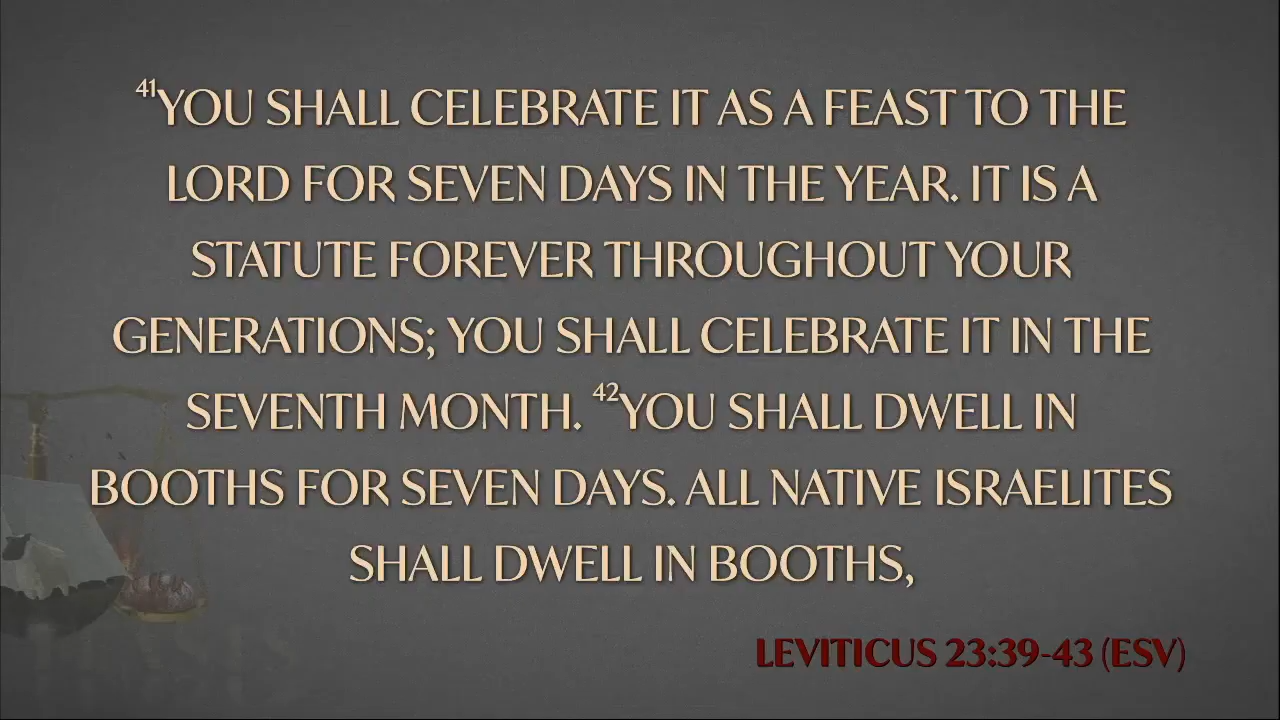 41YOU SHALL CELEBRATE IT AS A FEAST TO THE
LORD FOR SEVEN DAYS IN THE YEAR. IT IS A
STATUTE FOREVER THROUGHOUT YOUR
GENERATIONS; YOU SHALL CELEBRATE IT IN THE
SEVENTH MONTH. 42YOU SHALL DWELL IN
BOOTHS FOR SEVEN DAYS. ALL NATIVE ISRAELITES
SHALL DWELL IN BOOTHS,
LEVITICUS 23:39-43 (ESV)